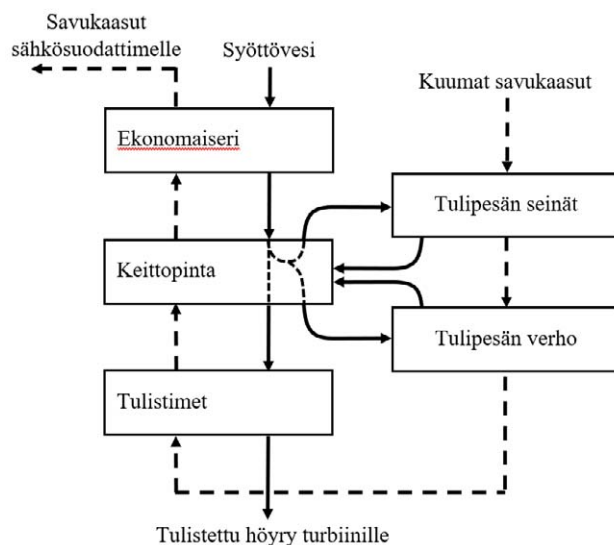 Savukaasut
sähkösuodattimelle
Syöttövesi
Kuumat savukaasut
Ekonomaiseri
Tulipesän seinät
Keittopinta
Tulipesän verho
Tulistimet
Tulistettu höyry turbiinille